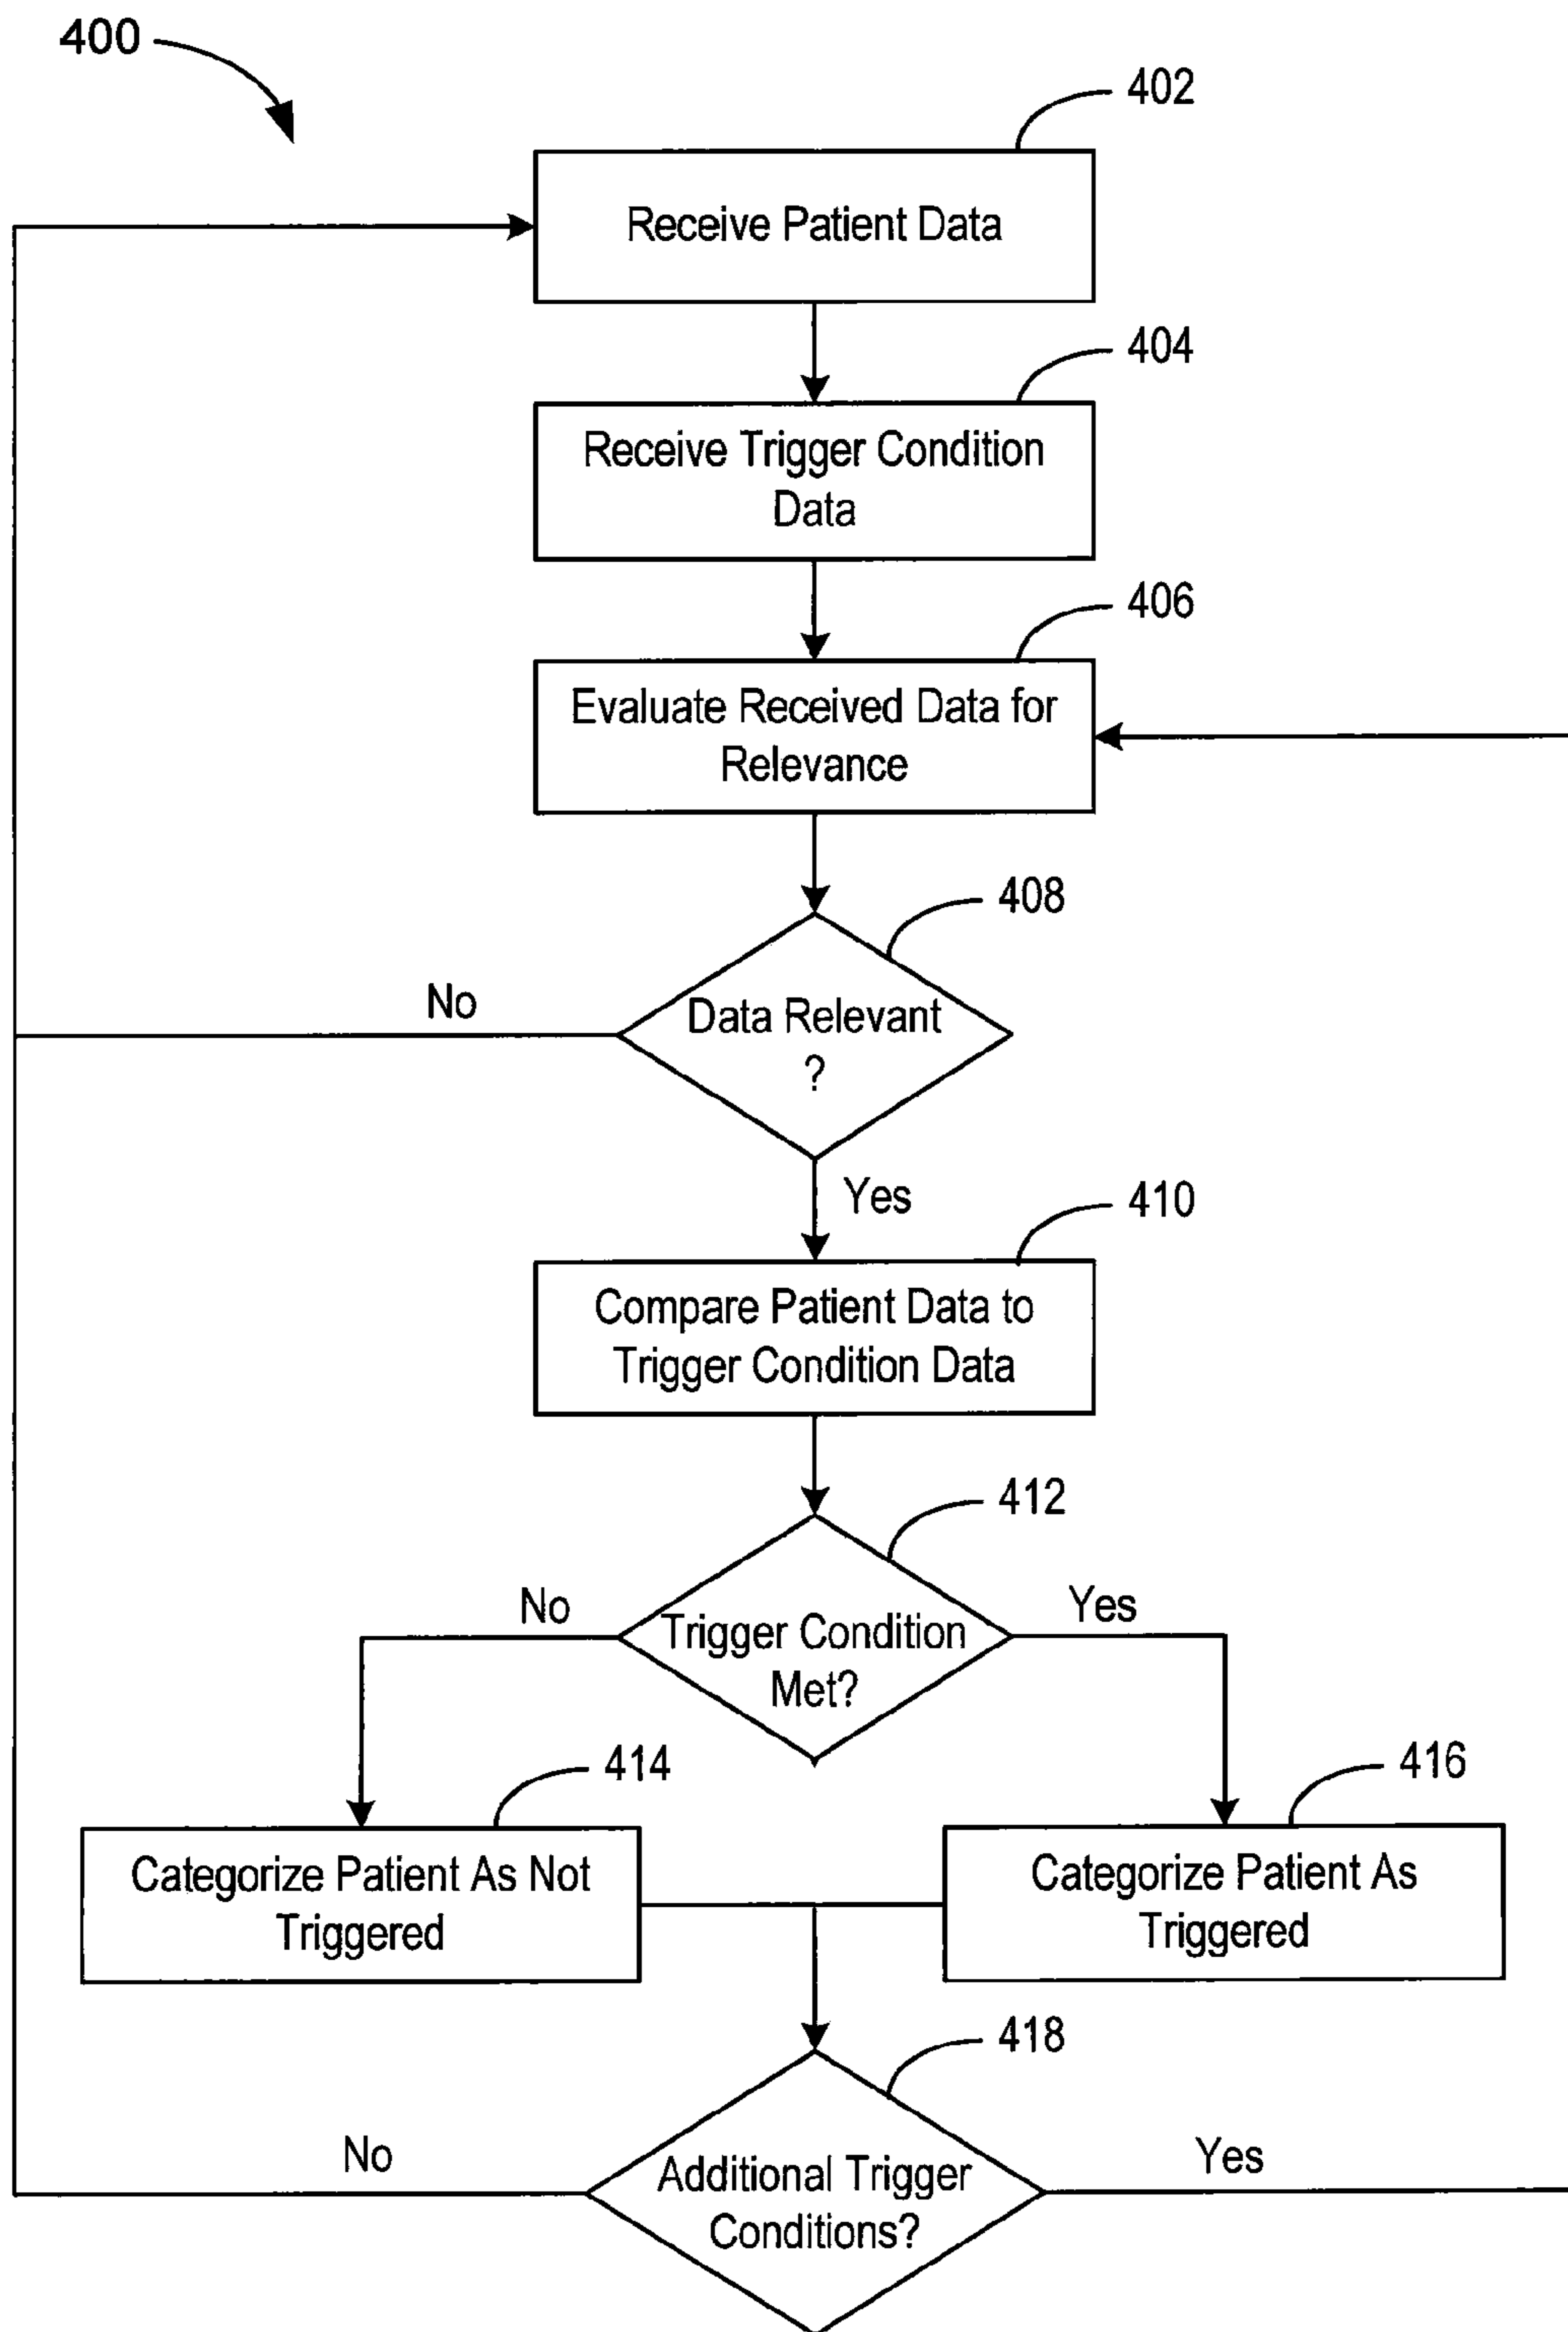 400
402
Receive Patient Data
404
Receive Trigger Condition
Data
406
Evaluate Received Data for
Relevance
408
No
Data Relevant
?
Yes
410
Compare Patient Data to
Trigger Condition Data
412
No
Yes
Trigger Condition
Met?
414
416
Categorize Patient As Not
Triggered
Categorize Patient As
Triggered
418
No
Yes
Additional Trigger
Conditions?